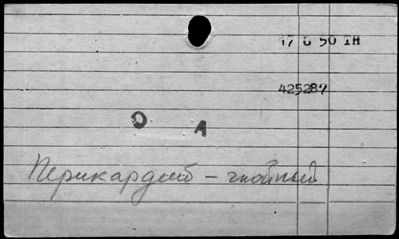 17 6 50 IH
425287
O A
Перикардит – гнойный